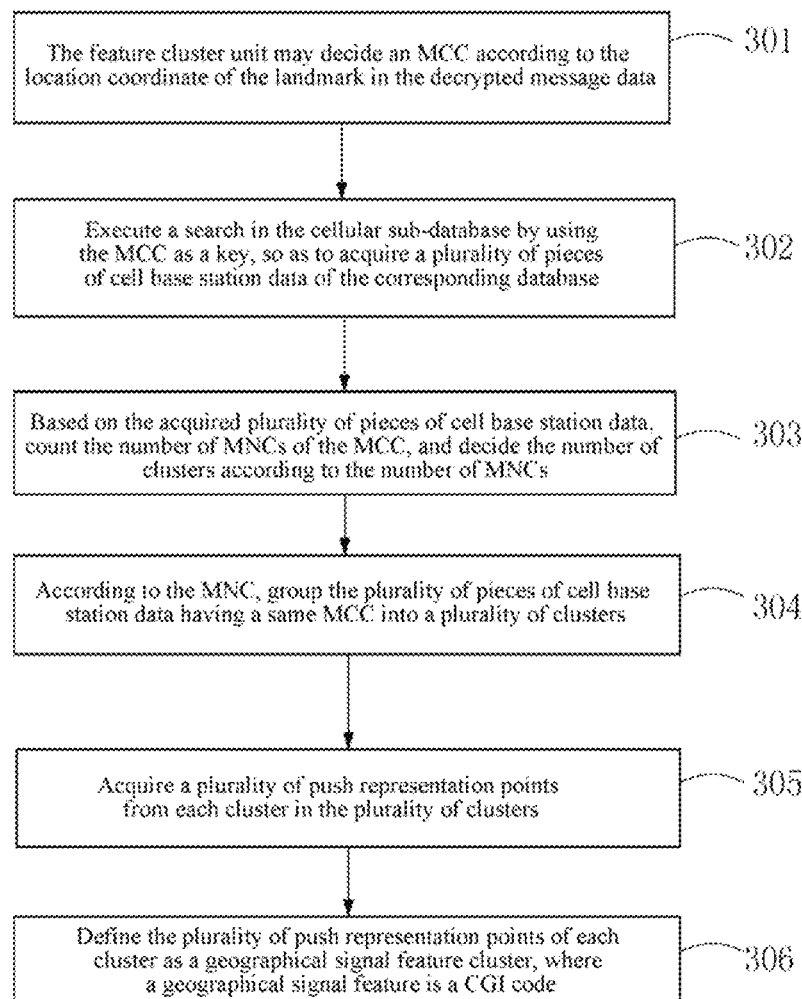 The feature cluster unit may decide an MCC according to the
location coordinate of the landmark in the decrypted message data
301
Execute a search in the cellular sub-database by using
the MCC as a key, so as to acquire a plurality of pieces
of cell base station data of the corresponding database
302
Based on the acquired plurality of pieces of cell base station data,
count the number of MNCs of the MCC, and decide the number of
clusters according to the number of MNCs
303
According to the MNC, group the plurality of pieces of cell base
station data having a same MCC into a plurality of clusters
304
Acquire a plurality of push representation points
from each cluster in the plurality of clusters
305
Define the plurality of push representation points of each
cluster as a geographical signal feature cluster, where
a geographical signal feature is a CGI code
306